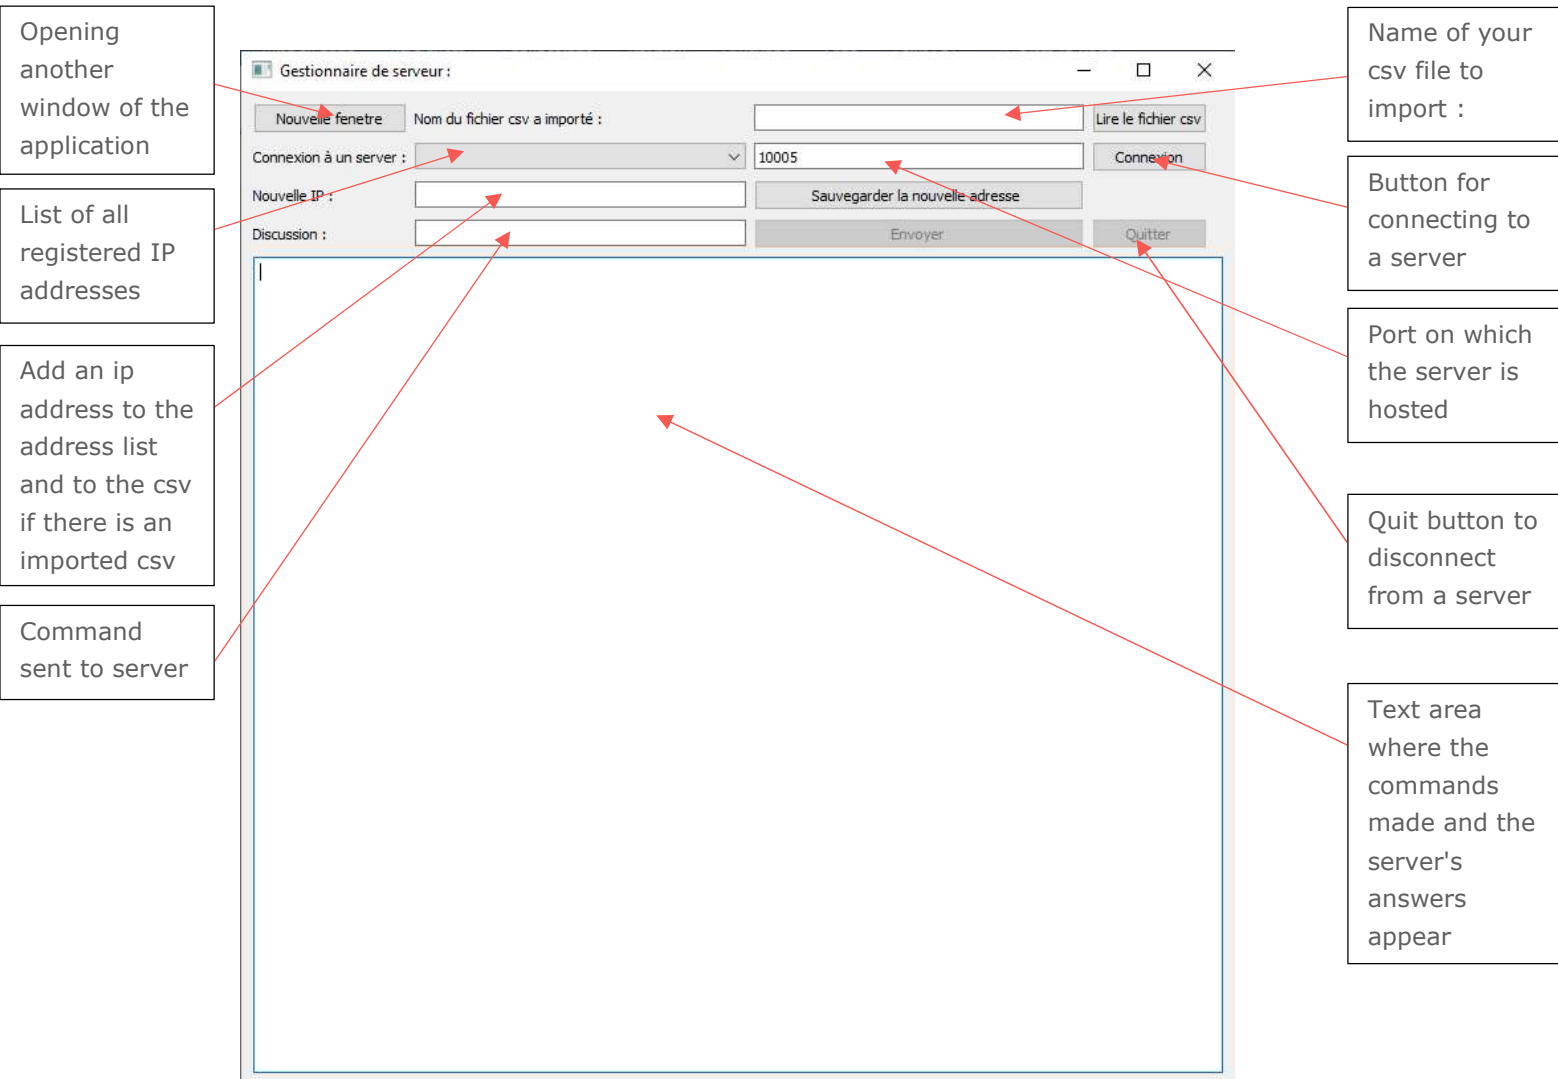 Opening
another
window of the
application
List of all
registered IP
addresses
Add an ip
address to the
address list
and to the csv
if there is an
imported csv
Command
sent to server
Gestionnaire de serveur :
Nouvelle fenetre
Nom du fichier csv a importé :
Lire le fichier csv
Connexion à un server :
10005
Connexion
Nouvelle IP :
Sauvegarder la nouvelle adresse
Discussion :
Envoyer
Quitter
Name of your
csv file to
import :
Button for
connecting to
a server
Port on which
the server is
hosted
Quit button to
disconnect
from a server
Text area
where the
commands
made and the
server's
answers
appear